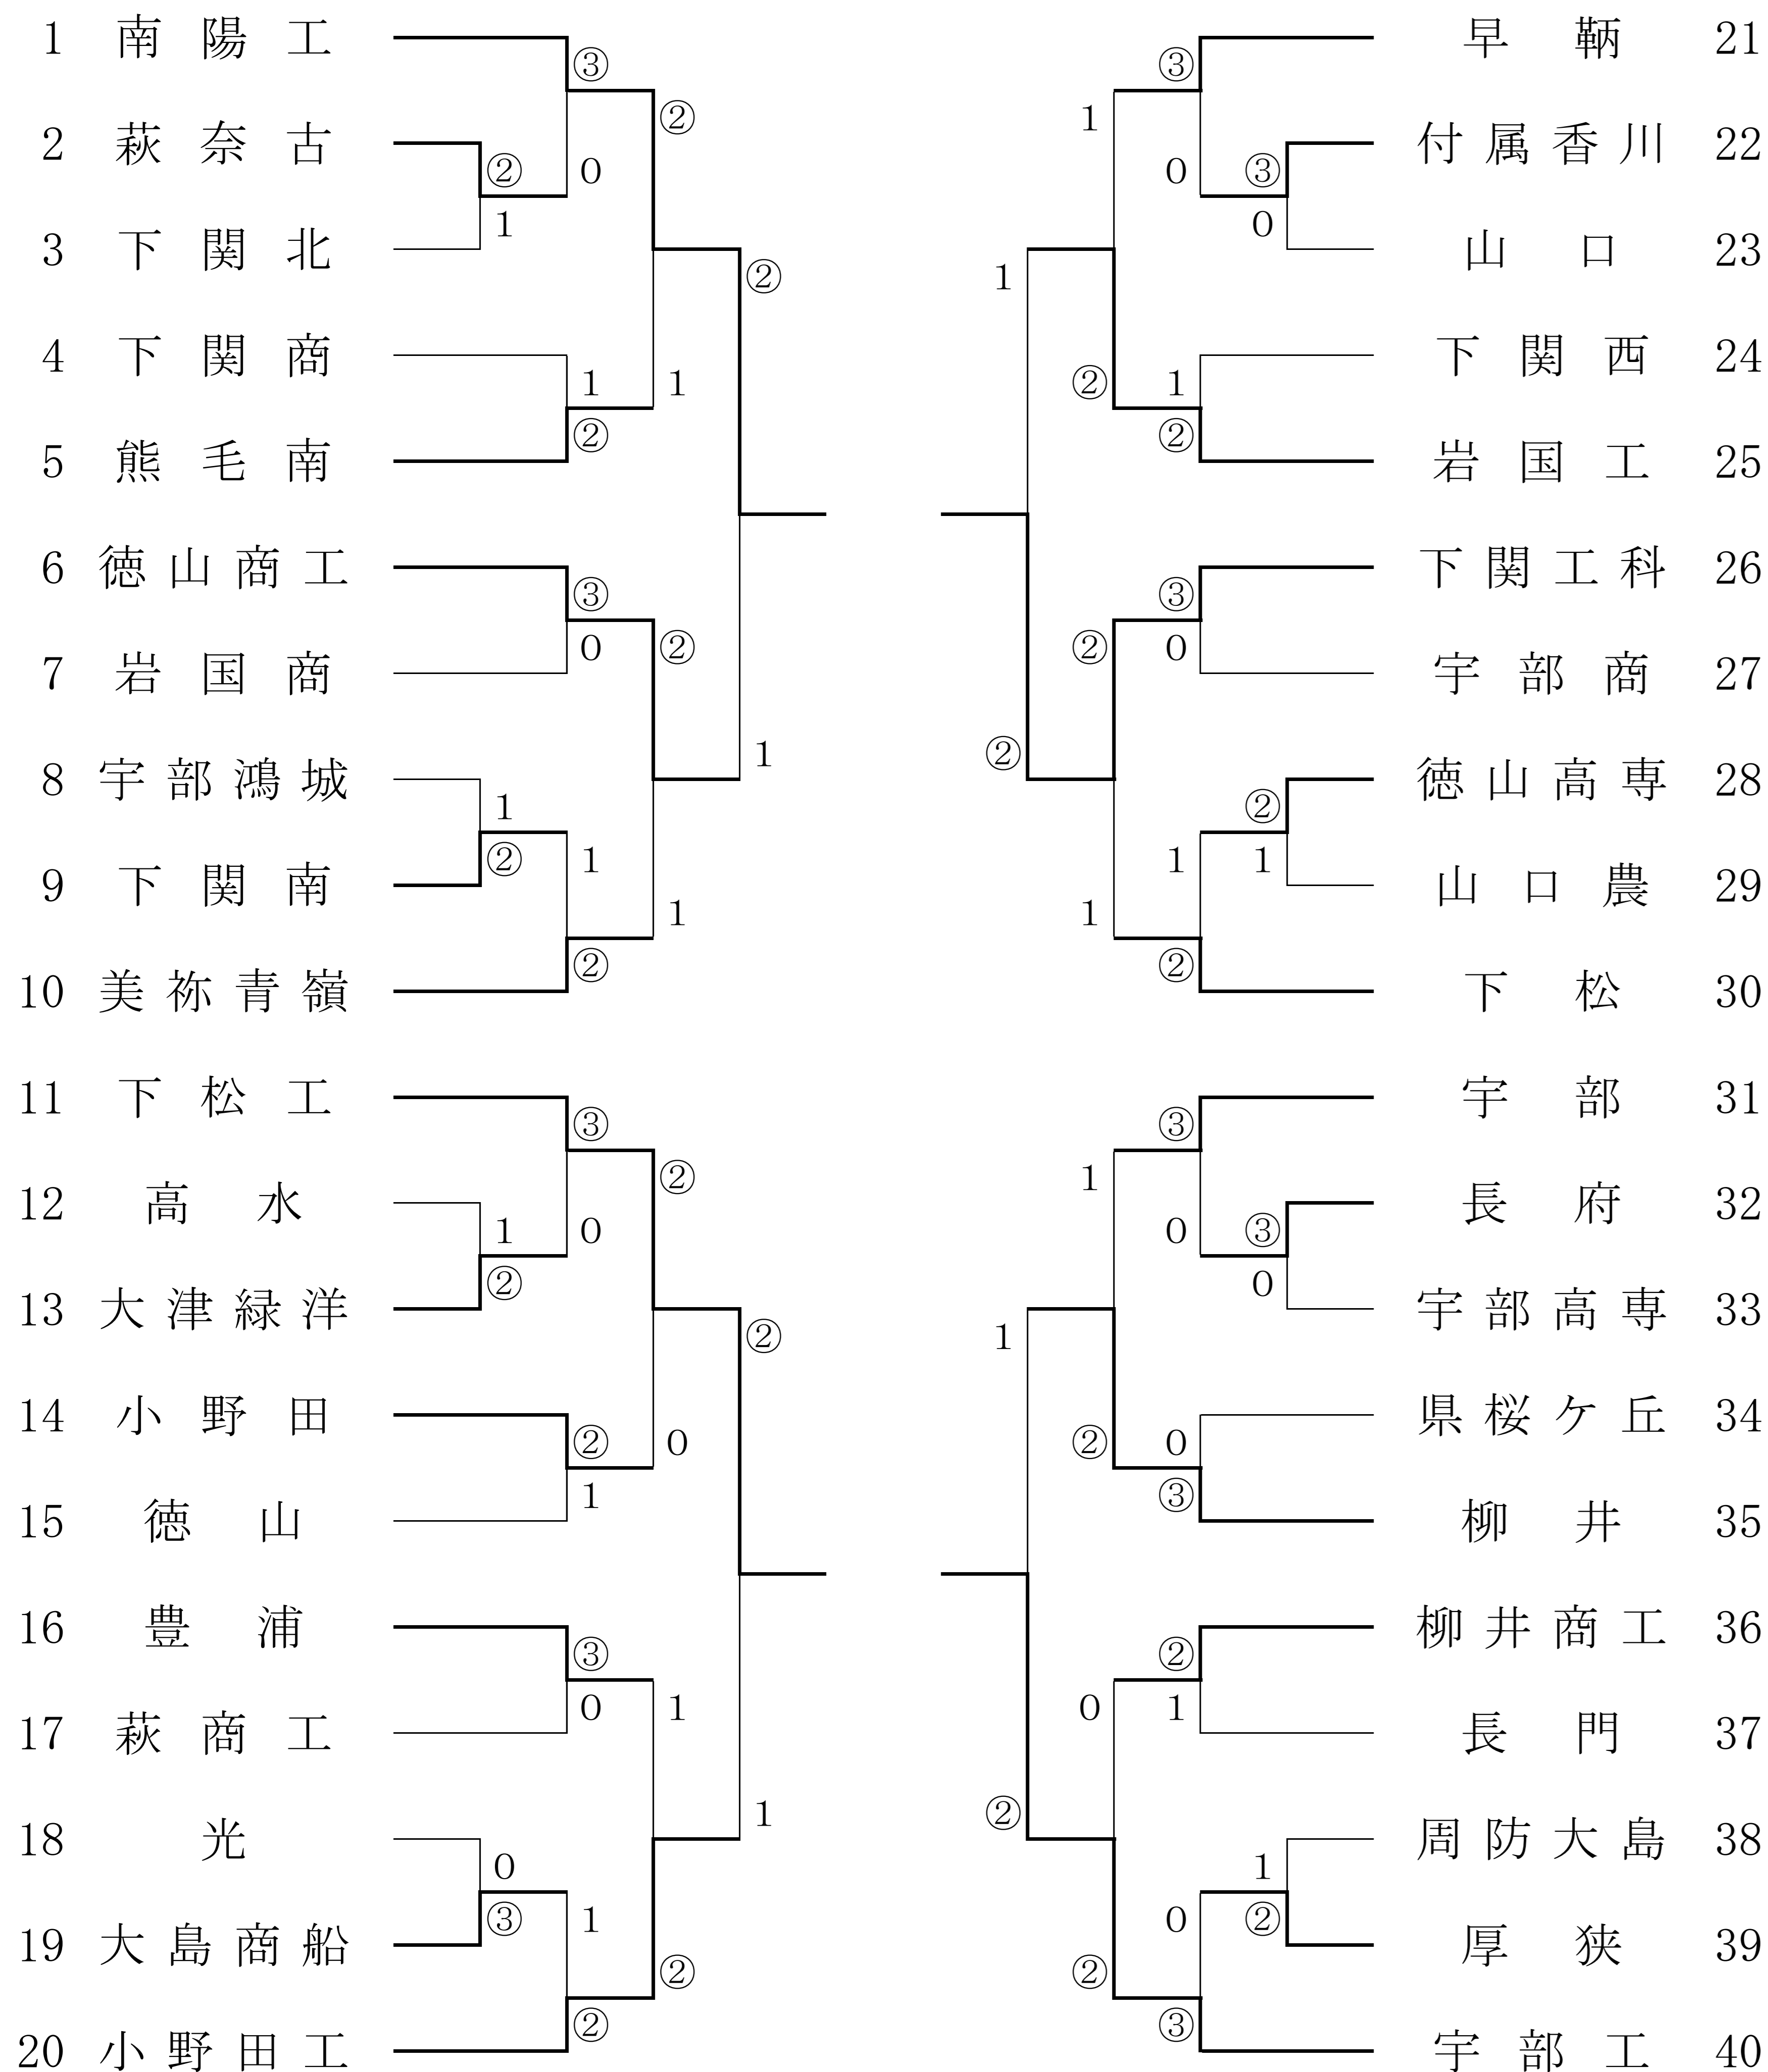 1 南陽工 ③ ③ 早鞆 21
② 1
2 萩奈古 ② 0 0 ③ 付属香川 22
1 0
3 下関北 山口 23
② 1
4 下関商 1 1 ② 1 下関西 24
② ②
5 熊毛南 岩国工 25
6 徳山商工 ③ ③ 下関工科 26
0 ② ② 0
7 岩国商 宇部商 27
1 ②
8 宇部鴻城 1 ② 徳山高専 28
② 1 1 1
9 下関南 山口農 29
1 1
② ②
10 美祢青嶺 下松 30
11 下松工 ③ ③ 宇部 31
② 1
12 高水 1 0 0 ③ 長府 32
② 0
13 大津緑洋 宇部高専 33
② 1
14 小野田 ② 0 ② 0 県桜ケ丘 34
1 ③
15 徳山 柳井 35
16 豊浦 ③ ② 柳井商工 36
0 1 0 1
17 萩商工 長門 37
1 ②
18 光 0 1 周防大島 38
③ 1 0 ②
19 大島商船 厚狭 39
② ②
② ③
20 小野田工 宇部工 40